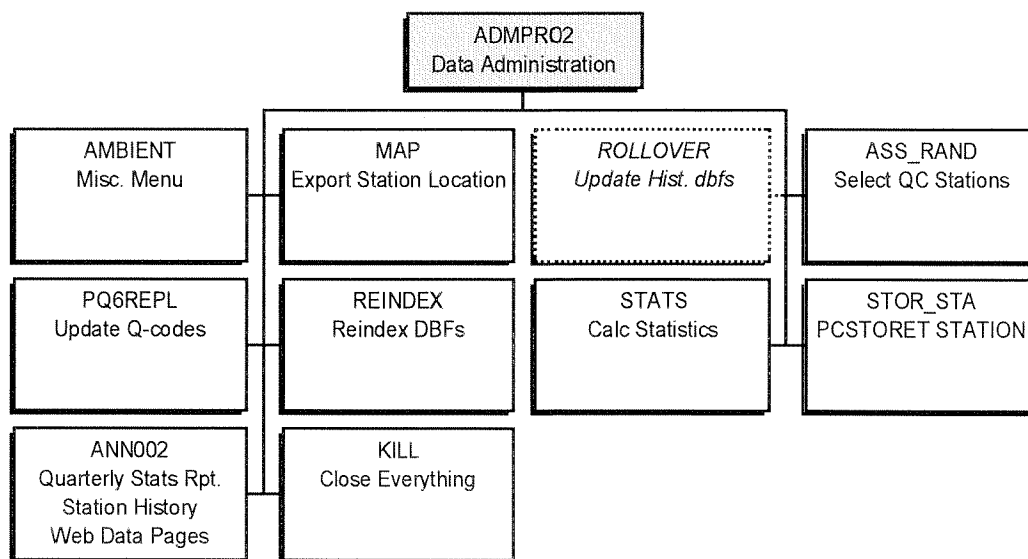 ADMPR02
Data Administration
AMBIENT
Misc. Menu
MAP
Export Station Location
ROLLOVER
Update Hist. dbfs
ASS_RAND
Select QC Stations
PQ6REPL
Update Q-codes
REINDEX
Reindex DBFs
STATS
Calc Statistics
STOR_STA
PCSTORET STATION
ANN002
Quarterly Stats Rpt.
Station History
Web Data Pages
KILL
Close Everything